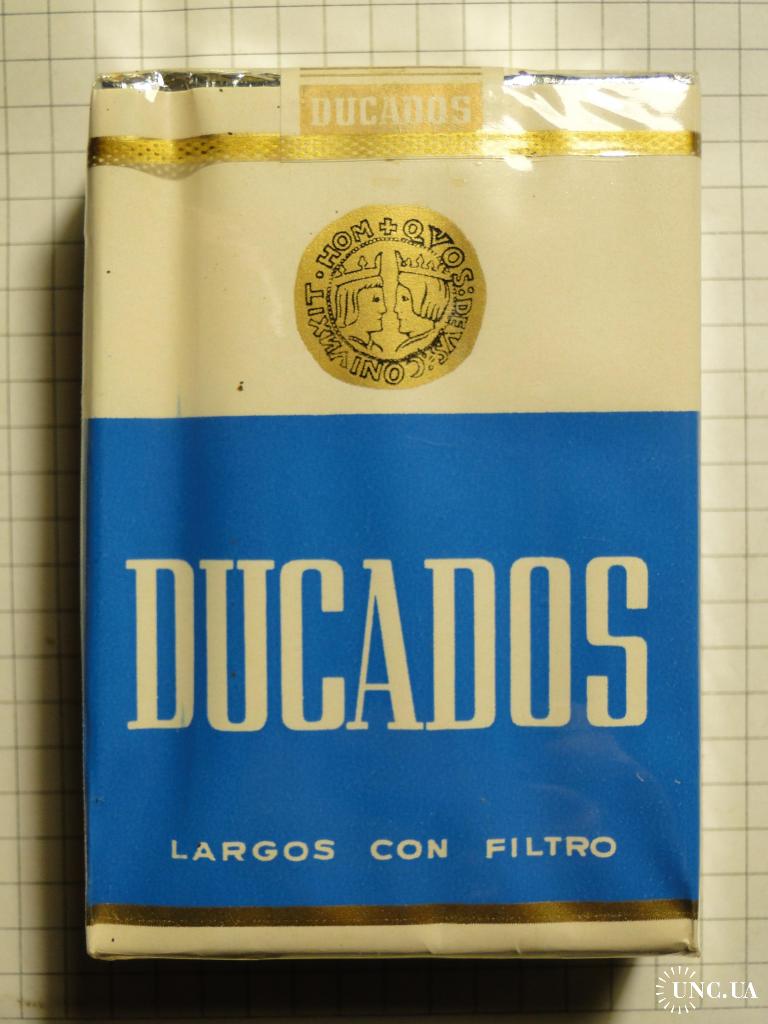 DUCADOS
QVOS:DEVS:CONIVNXIT·HOM
DUCADOS
LARGOS CON FILTRO
UNC.UA